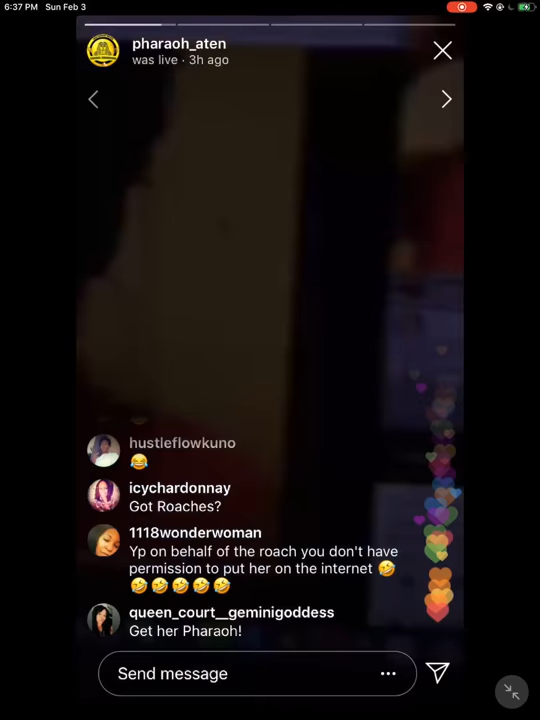 6:37 PM Sun Feb 3
pharaoh_aten
was live · 3h ago
hustleflowkuno
😂
icychardonnay
Got Roaches?
1118wonderwoman
Yp on behalf of the roach you don't have
permission to put her on the internet 🤣
🤣🤣🤣🤣🤣
queen_court__geminigoddess
Get her Pharaoh!
Send message